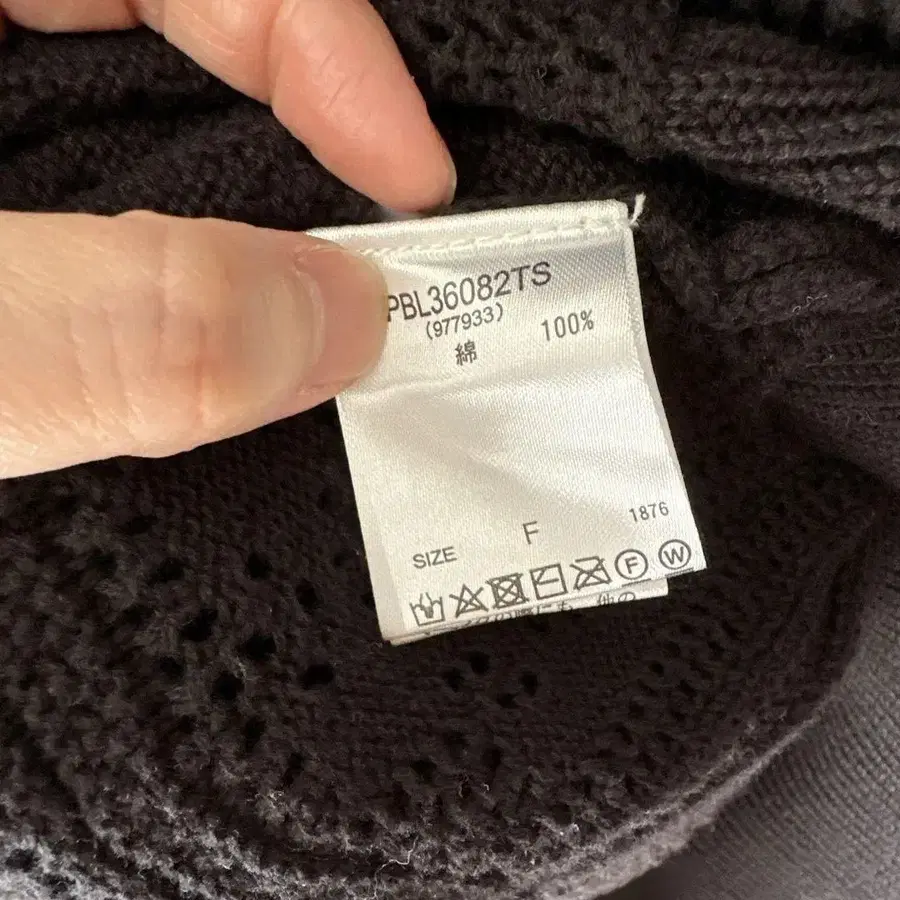 PBL36082TS
(977933)
綿 100%
1876
SIZE F
F W